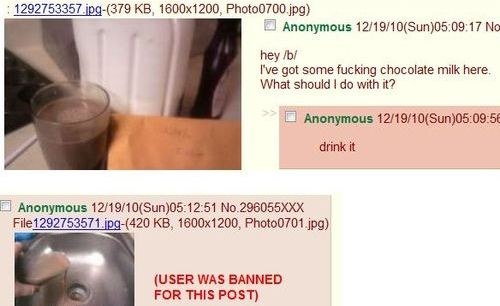 : 1292753357.jpg-(379 KB, 1600x1200, Photo0700.jpg)
Anonymous 12/19/10(Sun)05:09:17 No
hey /b/
I've got some fucking chocolate milk here.
What should I do with it?
>> Anonymous 12/19/10(Sun)05:09:56
drink it
Anonymous 12/19/10(Sun)05:12:51 No.296055XXX
File1292753571.jpg-(420 KB, 1600x1200, Photo0701.jpg)
(USER WAS BANNED
FOR THIS POST)